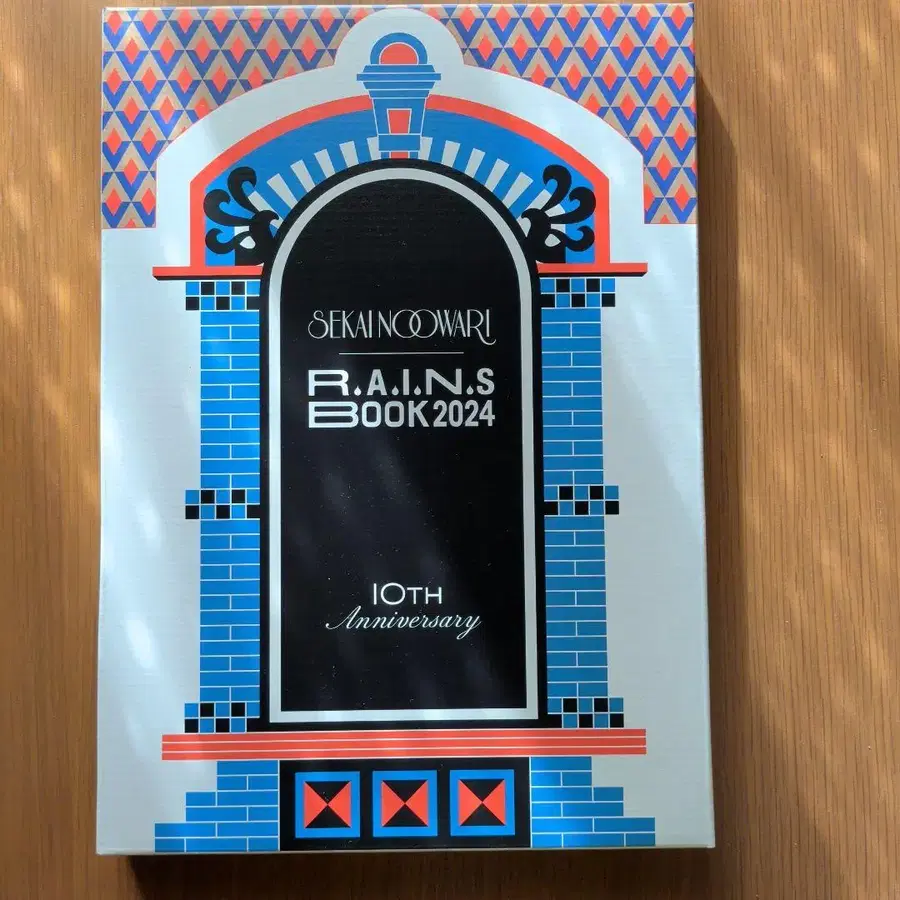 SEKAI NO OWARI
R.A.I.N.S
BOOK 2024
10TH
Anniversary